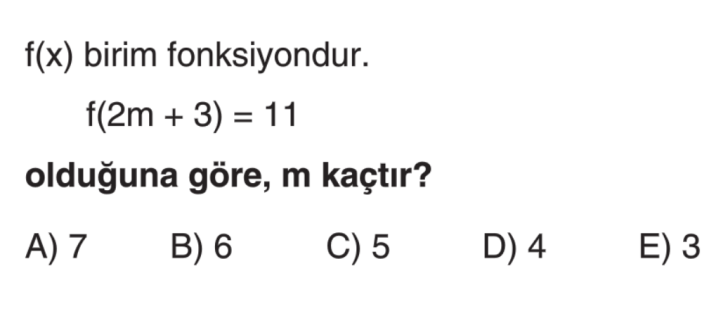 f(x) birim fonksiyondur.
f(2m + 3) = 11
olduğuna göre, m kaçtır?
A) 7 B) 6 C) 5 D) 4 E) 3